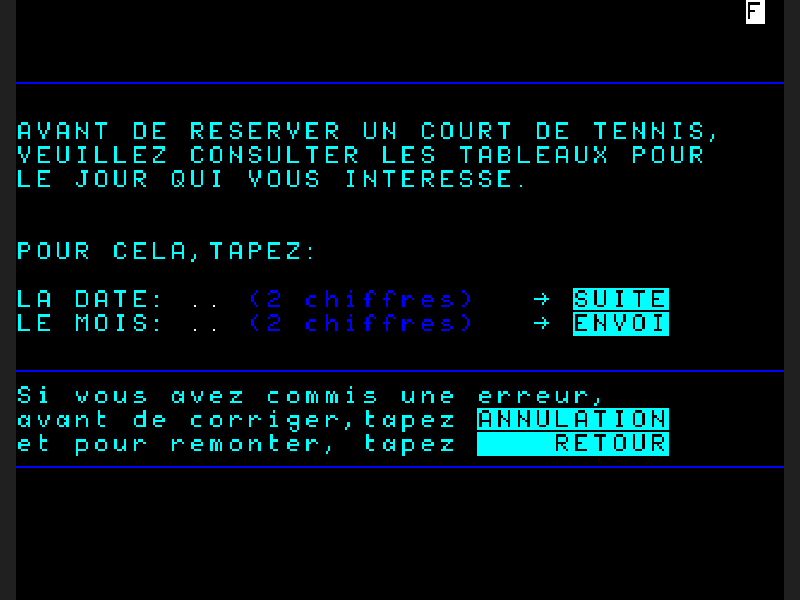 F
AVANT DE RESERVER UN COURT DE TENNIS,
VEUILLEZ CONSULTER LES TABLEAUX POUR
LE JOUR QUI VOUS INTERESSE.
POUR CELA,TAPEZ:
LA DATE: .. (2 chiffres) → SUITE
LE MOIS: .. (2 chiffres) → ENVOI
Si vous avez commis une erreur,
avant de corriger,tapez ANNULATION
et pour remonter, tapez RETOUR